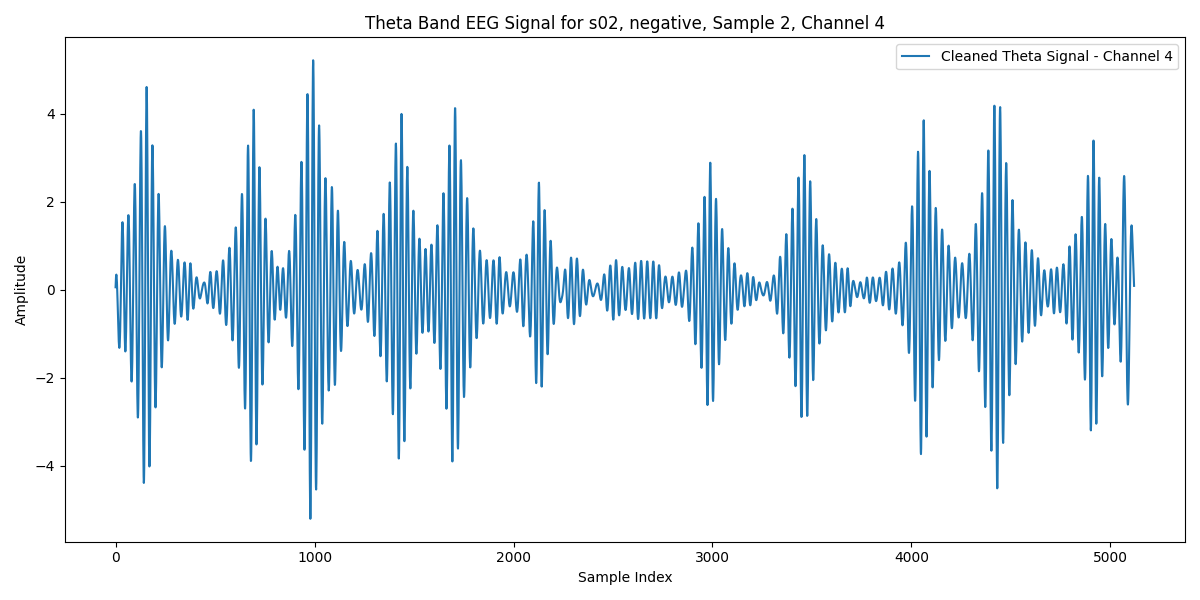 Theta Band EEG Signal for s02, negative, Sample 2, Channel 4
Cleaned Theta Signal - Channel 4
Amplitude
4
2
0
−2
−4
0 1000 2000 3000 4000 5000
Sample Index